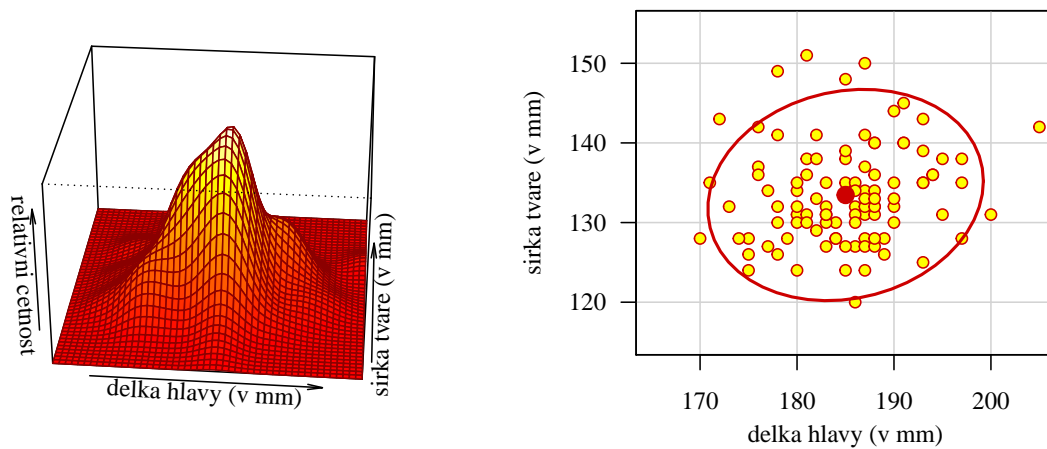 relativni cetnost
delka hlavy (v mm)
sirka tvare (v mm)
sirka tvare (v mm)
150
140
130
120
170
180
190
200
delka hlavy (v mm)